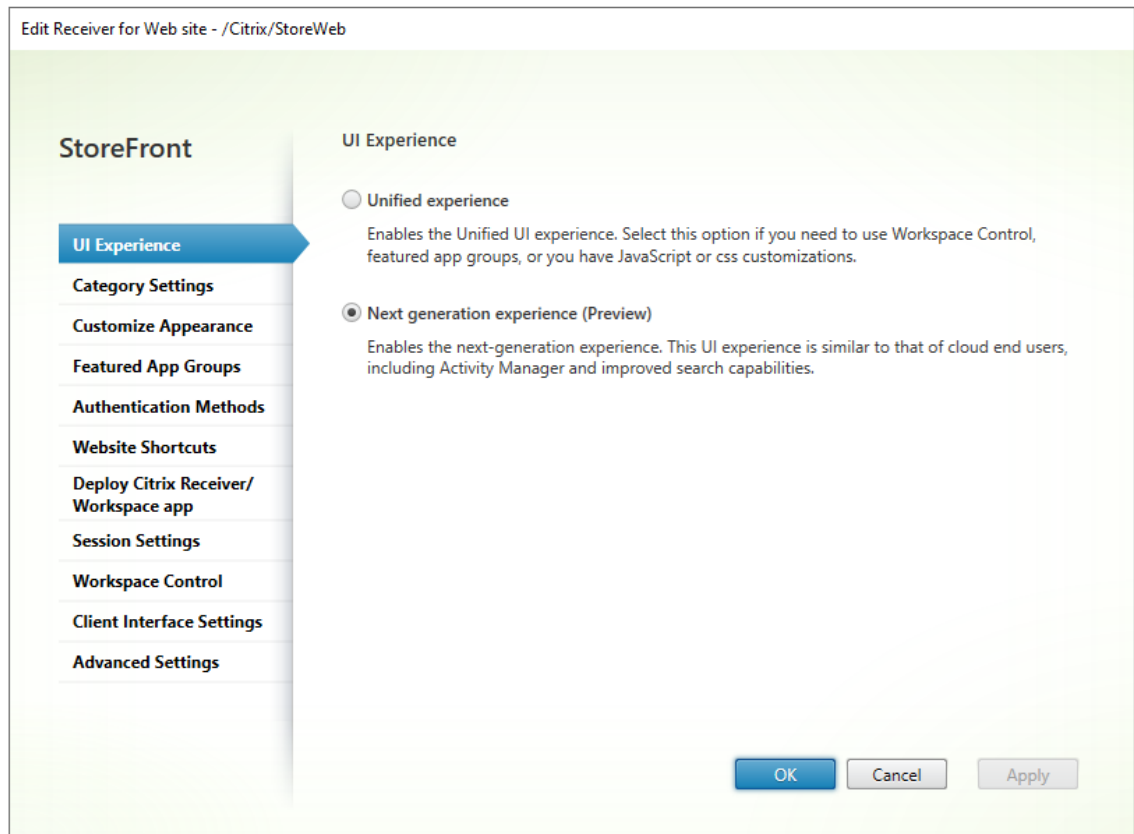 Edit Receiver for Web site - /Citrix/StoreWeb
StoreFront
UI Experience
Category Settings
Customize Appearance
Featured App Groups
Authentication Methods
Website Shortcuts
Deploy Citrix Receiver/
Workspace app
Session Settings
Workspace Control
Client Interface Settings
Advanced Settings
UI Experience
Unified experience
Enables the Unified UI experience. Select this option if you need to use Workspace Control,
featured app groups, or you have JavaScript or css customizations.
Next generation experience (Preview)
Enables the next-generation experience. This UI experience is similar to that of cloud end users,
including Activity Manager and improved search capabilities.
OK
Cancel
Apply